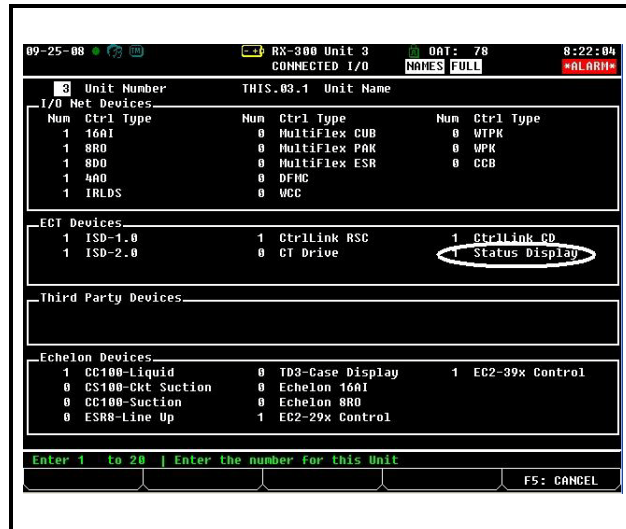 09-25-08 RX-300 Unit 3 OAT: 78 8:22:04
CONNECTED I/O NAMES FULL *ALARM*
3 Unit Number THIS.03.1 Unit Name
I/O Net Devices
Num Ctrl Type Num Ctrl Type Num Ctrl Type
1 16AI 0 MultiFlex CUB 0 WTPK
1 8RO 0 MultiFlex PAK 0 WPK
1 8DO 0 MultiFlex ESR 0 CCB
1 4AO 0 DFMC
1 IRLDS 0 WCC
ECT Devices
1 ISD-1.0 1 CtrlLink RSC 1 CtrlLink CD
1 ISD-2.0 0 CT Drive 1 Status Display
Third Party Devices
Echelon Devices
1 CC100-Liquid 0 TD3-Case Display 1 EC2-39x Control
0 CS100-Ckt Suction 0 Echelon 16AI
0 CC100-Suction 0 Echelon 8RO
0 ESR8-Line Up 1 EC2-29x Control
Enter 1 to 20 | Enter the number for this Unit
F5: CANCEL